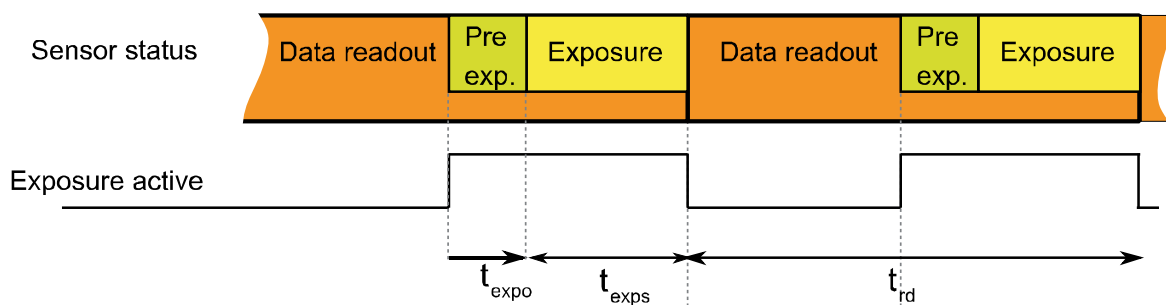 Sensor status
Data readout
Pre
exp.
Exposure
Data readout
Pre
exp.
Exposure
Exposure active
t expo
t exps
t rd